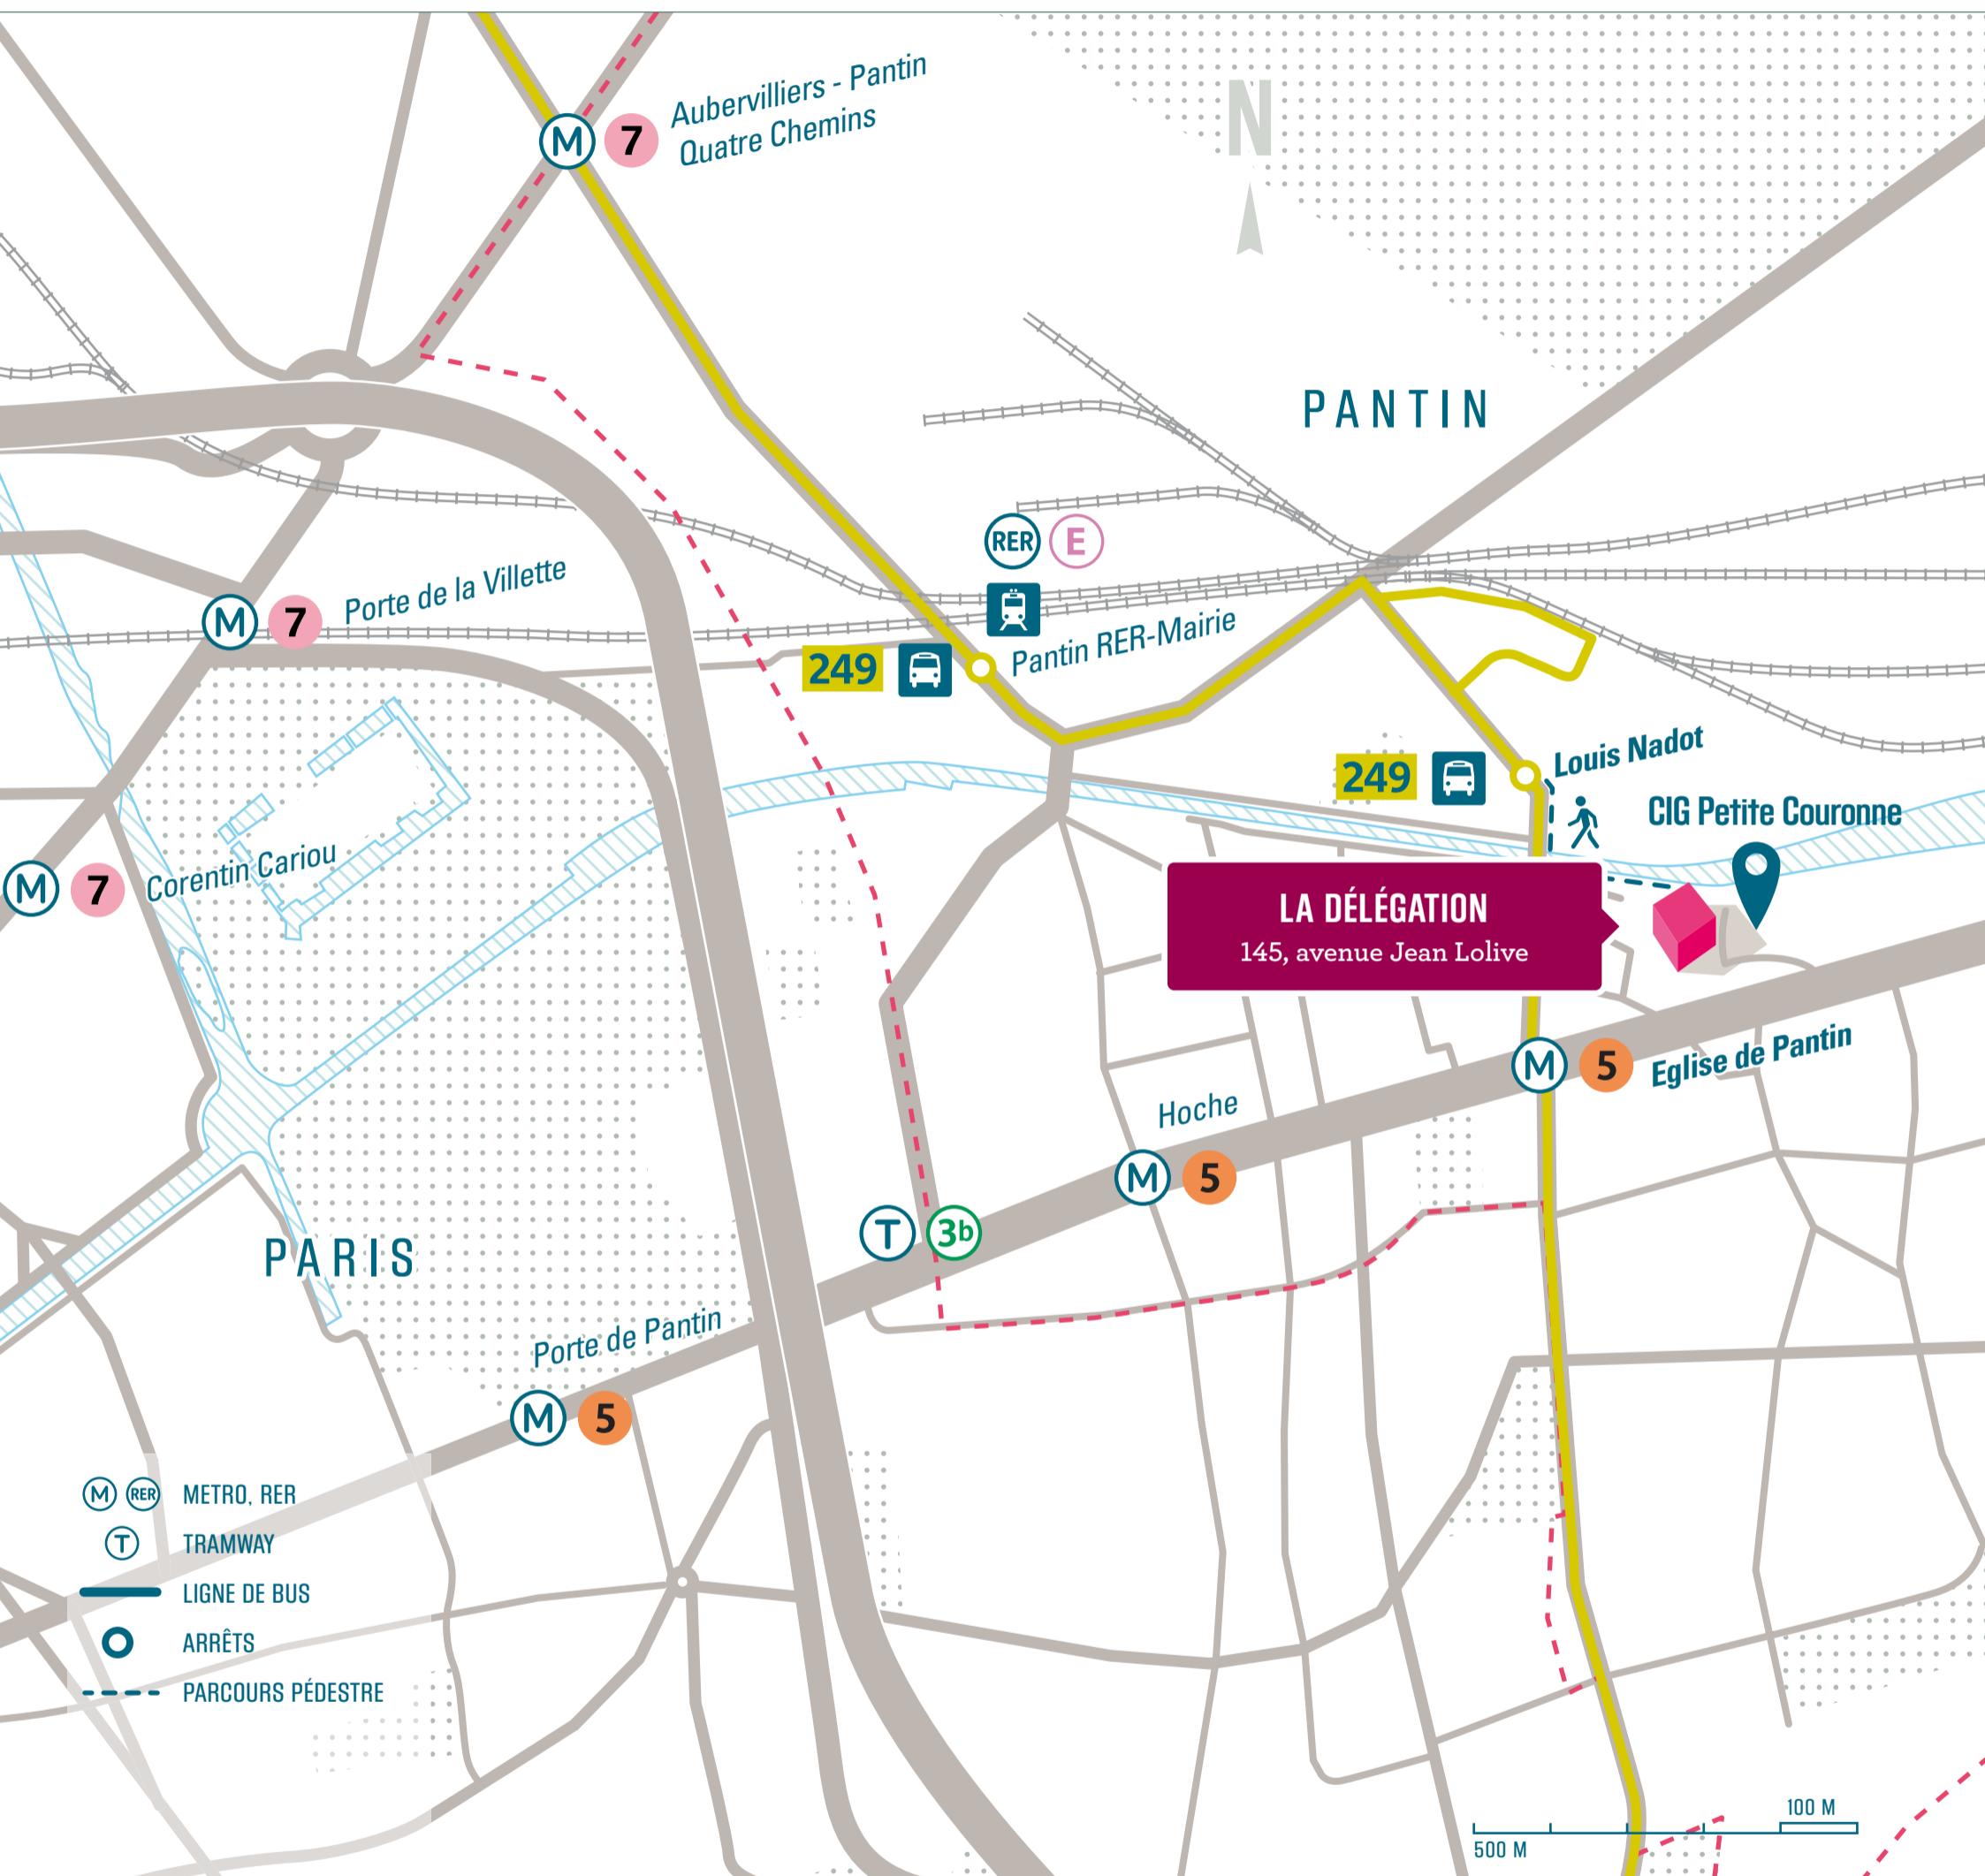 Aubervilliers - Pantin
Quatre Chemins
M 7
N
PANTIN
RER E
Pantin RER-Mairie
249
M 7 Porte de la Villette
Louis Nadot
249
CIG Petite Couronne
M 7 Corentin Cariou
LA DÉLÉGATION
145, avenue Jean Lolive
M 5 Eglise de Pantin
Hoche
M 5
T 3b
PARIS
Porte de Pantin
M 5
M RER METRO, RER
T TRAMWAY
LIGNE DE BUS
ARRÊTS
PARCOURS PÉDESTRE
100 M
500 M